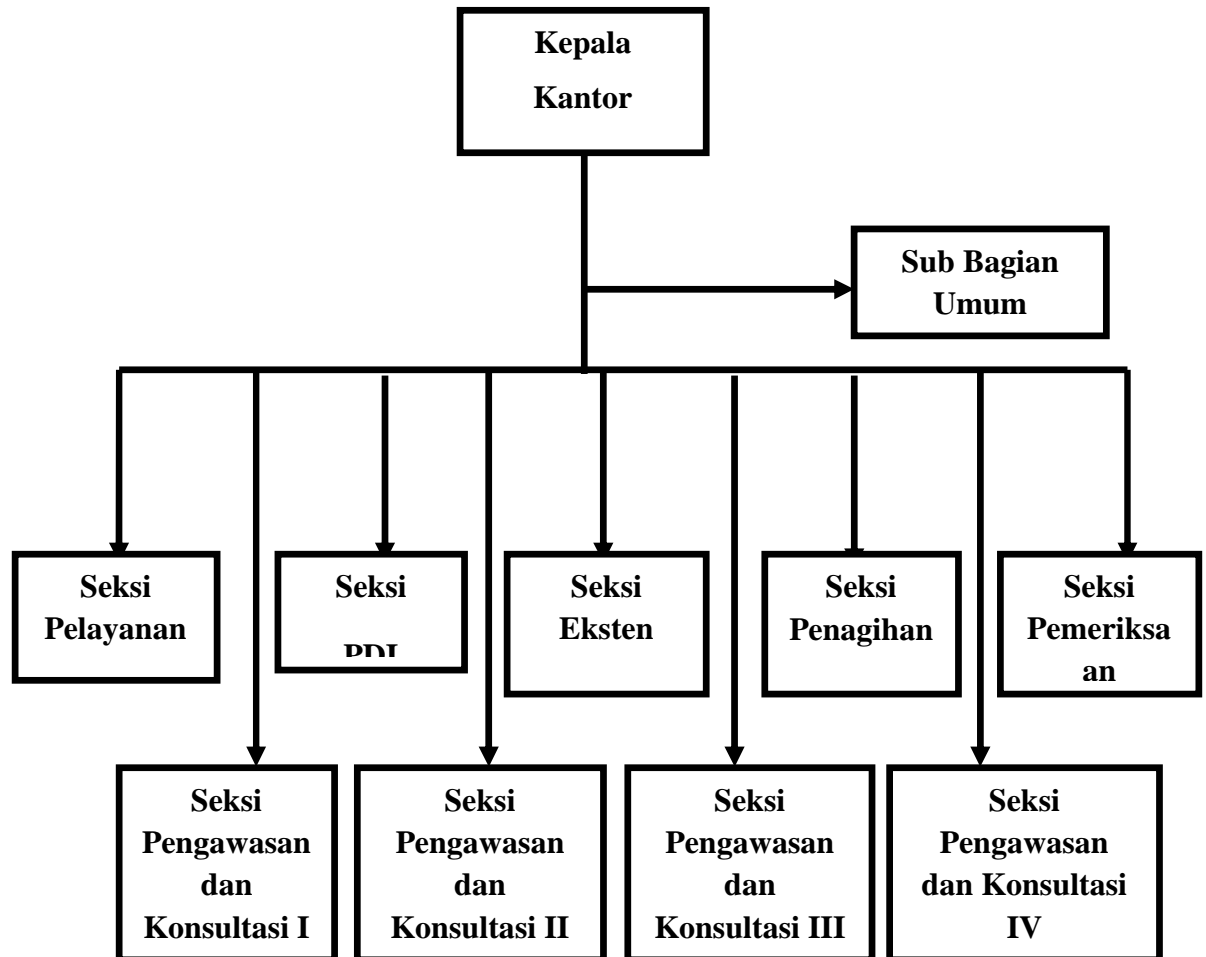 Kepala
Kantor
Sub Bagian
Umum
Seksi
Pelayanan
Seksi
PDI
Seksi
Eksten
Seksi
Penagihan
Seksi
Pemeriksa
an
Seksi
Pengawasan
dan
Konsultasi I
Seksi
Pengawasan
dan
Konsultasi II
Seksi
Pengawasan
dan
Konsultasi III
Seksi
Pengawasan
dan Konsultasi
IV